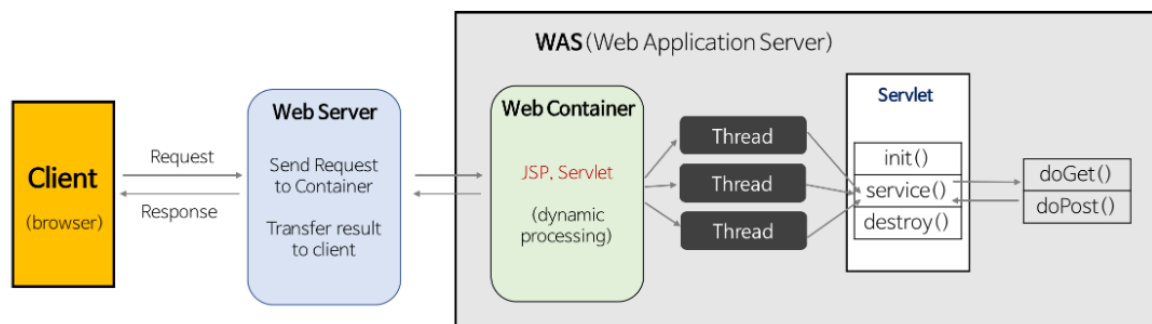 WAS (Web Application Server)
Client
(browser)
Request
Response
Web Server
Send Request
to Container
Transfer result
to client
Web Container
JSP, Servlet
(dynamic
processing)
Thread
Thread
Thread
Servlet
init()
service()
destroy()
doGet()
doPost()